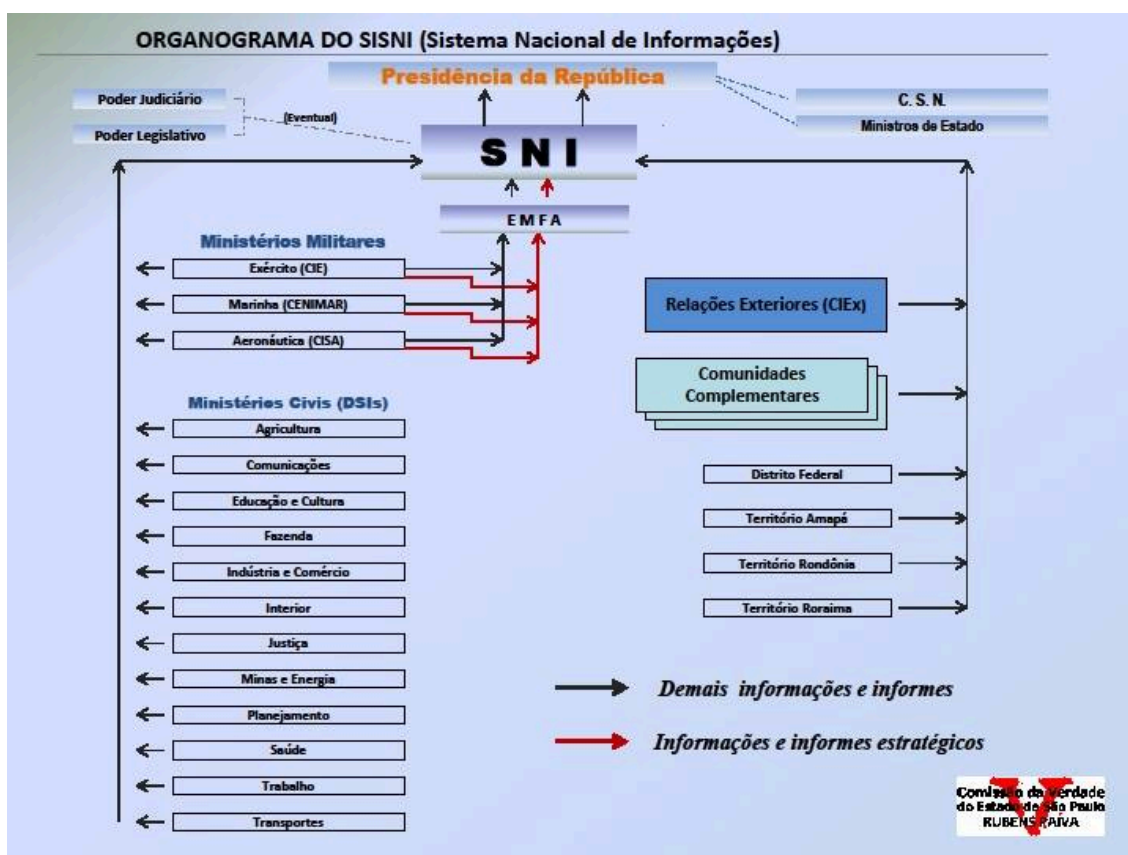 ORGANOGRAMA DO SISNI (Sistema Nacional de Informações)
Presidência da República
Poder Judiciário
(Eventual)
Poder Legislativo
C. S. N.
Ministros de Estado
S N I
E M F A
Ministérios Militares
Exército (CIE)
Marinha (CENIMAR)
Aeronáutica (CISA)
Ministérios Civis (DSIs)
Agricultura
Comunicações
Educação e Cultura
Fazenda
Indústria e Comércio
Interior
Justiça
Minas e Energia
Planejamento
Saúde
Trabalho
Transportes
Relações Exteriores (CIEx)
Comunidades
Complementares
Distrito Federal
Território Amapá
Território Rondônia
Território Roraima
Demais informações e informes
Informações e informes estratégicos
Comissão da Verdade
do Estado de São Paulo
RUBENS PAIVA
V